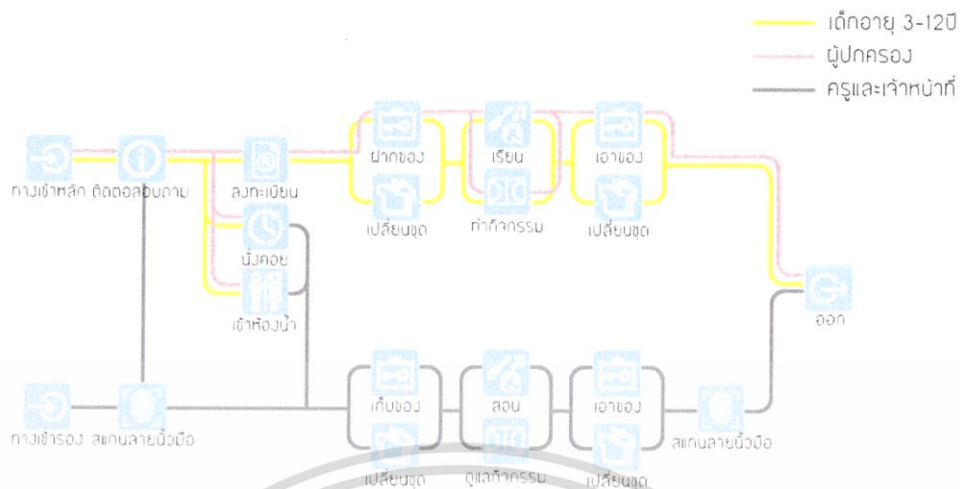 เด็กอายุ 3-12ปี
ผู้ปกครอง
ครูและเจ้าหน้าที่
ทางเข้าหลัก ติดต่อสอบถาม ลงทะเบียน ฝากของ เรียน เอาของ
เปลี่ยนชุด ทำกิจกรรม เปลี่ยนชุด
นั่งคอย
เข้าห้องน้ำ
ออก
ทางเข้ารอง สแกนลายนิ้วมือ เก็บของ สอน เอาของ สแกนลายนิ้วมือ
เปลี่ยนชุด ดูแลกิจกรรม เปลี่ยนชุด